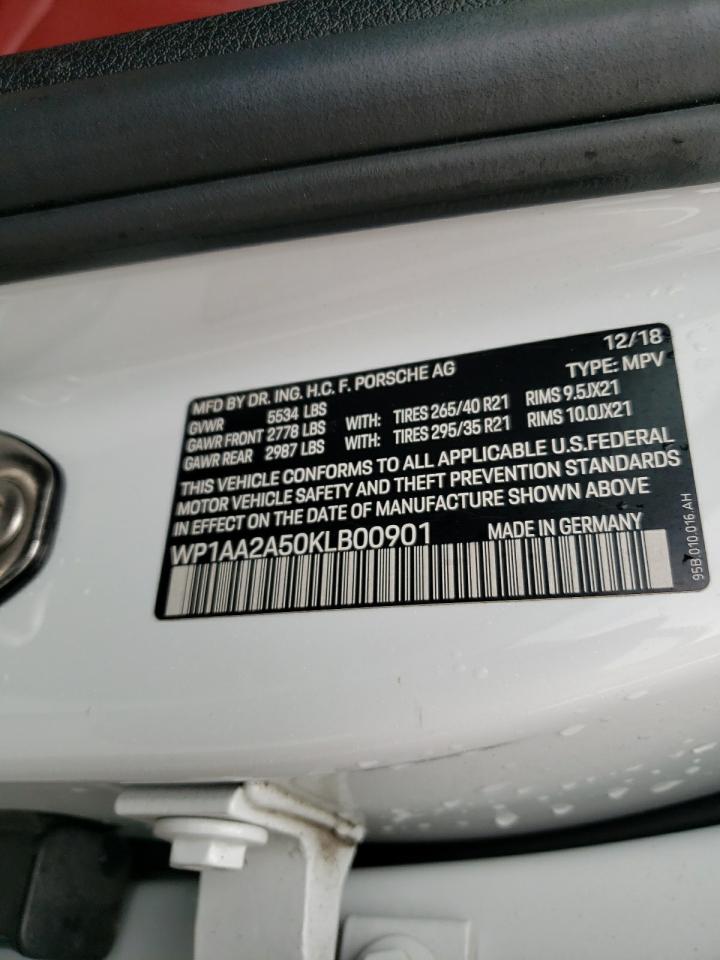 12/18
MFD BY DR. ING. H.C. F. PORSCHE AG TYPE: MPV
GVWR 5534 LBS
GAWR FRONT 2778 LBS WITH: TIRES 265/40 R21 RIMS 9.5JX21
GAWR REAR 2987 LBS WITH: TIRES 295/35 R21 RIMS 10.0JX21
THIS VEHICLE CONFORMS TO ALL APPLICABLE U.S.FEDERAL
MOTOR VEHICLE SAFETY AND THEFT PREVENTION STANDARDS
IN EFFECT ON THE DATE OF MANUFACTURE SHOWN ABOVE
WP1AA2A50KLB00901 MADE IN GERMANY
95B.010.016.AH